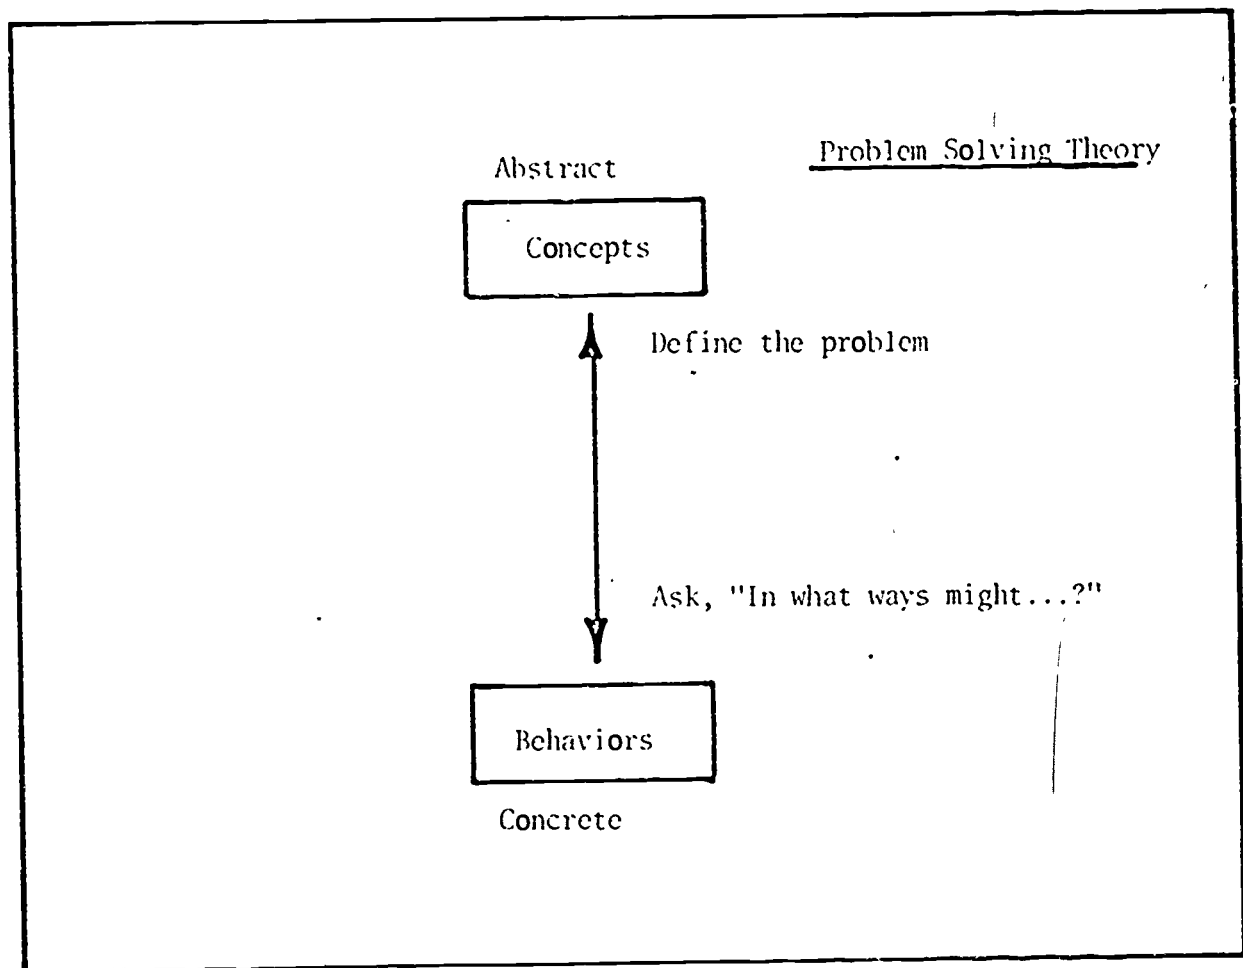 Problem Solving Theory
Abstract
Concepts
Define the problem
Ask, "In what ways might...?"
Behaviors
Concrete